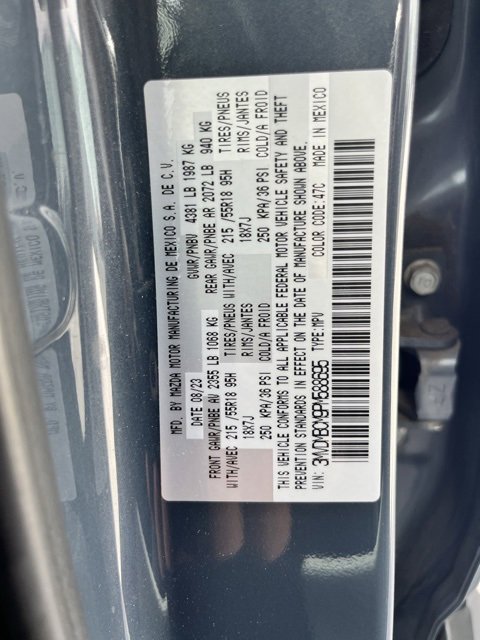 MFD. BY MAZDA MOTOR MANUFACTURING DE MEXICO S.A. DE C.V.
DATE 08/23 GVWR/PNBV 4381 LB 1987 KG
FRONT GAWR/PNBE AV 2355 LB 1068 KG REAR GAWR/PNBE AR 2072 LB 940 KG
TIRES/PNEUS TIRES/PNEUS
WITH/AVEC 215 /55R18 95H WITH/AVEC 215 /55R18 95H
RIMS/JANTES RIMS/JANTES
18X7J 18X7J
250 KPA/36 PSI COLD/A FROID 250 KPA/36 PSI COLD/A FROID
THIS VEHICLE CONFORMS TO ALL APPLICABLE FEDERAL MOTOR VEHICLE SAFETY AND THEFT
PREVENTION STANDARDS IN EFFECT ON THE DATE OF MANUFACTURE SHOWN ABOVE.
VIN: 3MVDMBCMXPM588695 TYPE:MPV COLOR CODE:47C MADE IN MEXICO